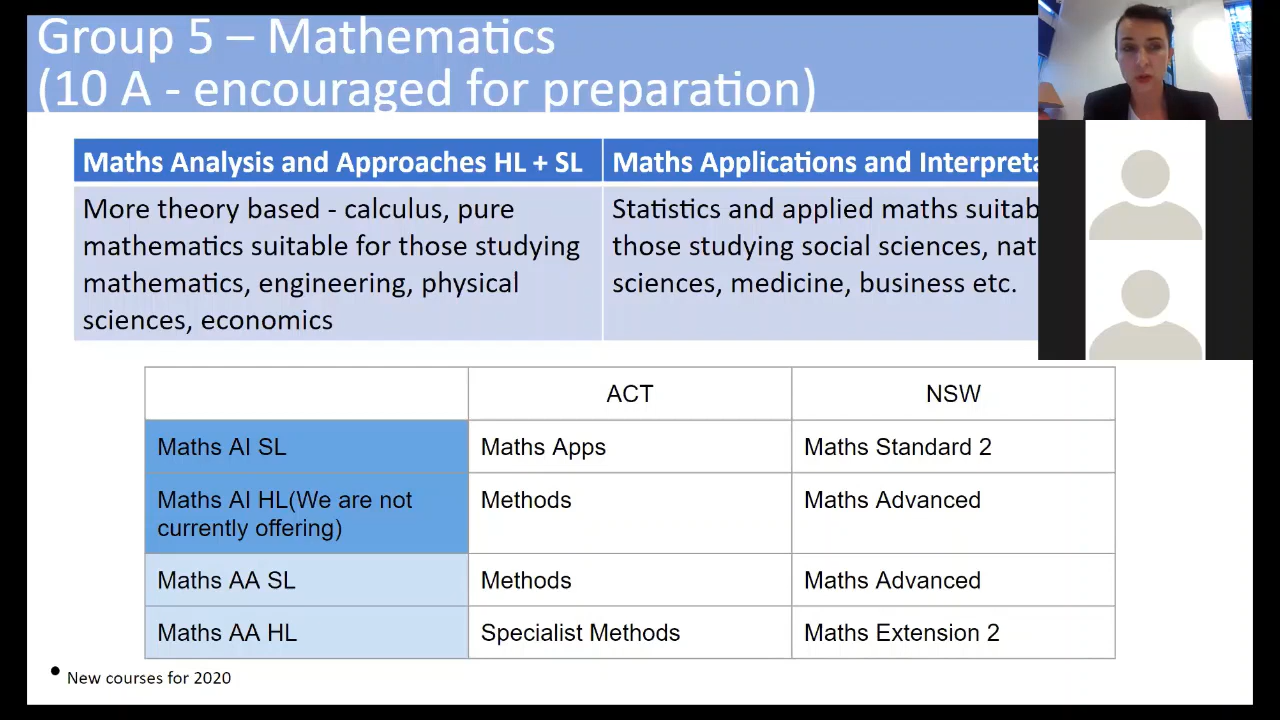 Group 5 – Mathematics
(10 A - encouraged for preparation)
Maths Analysis and Approaches HL + SL
Maths Applications and Interpreta
More theory based - calculus, pure
mathematics suitable for those studying
mathematics, engineering, physical
sciences, economics
Statistics and applied maths suitab
those studying social sciences, nat
sciences, medicine, business etc.
ACT
NSW
Maths AI SL
Maths Apps
Maths Standard 2
Maths AI HL(We are not
currently offering)
Methods
Maths Advanced
Maths AA SL
Methods
Maths Advanced
Maths AA HL
Specialist Methods
Maths Extension 2
• New courses for 2020